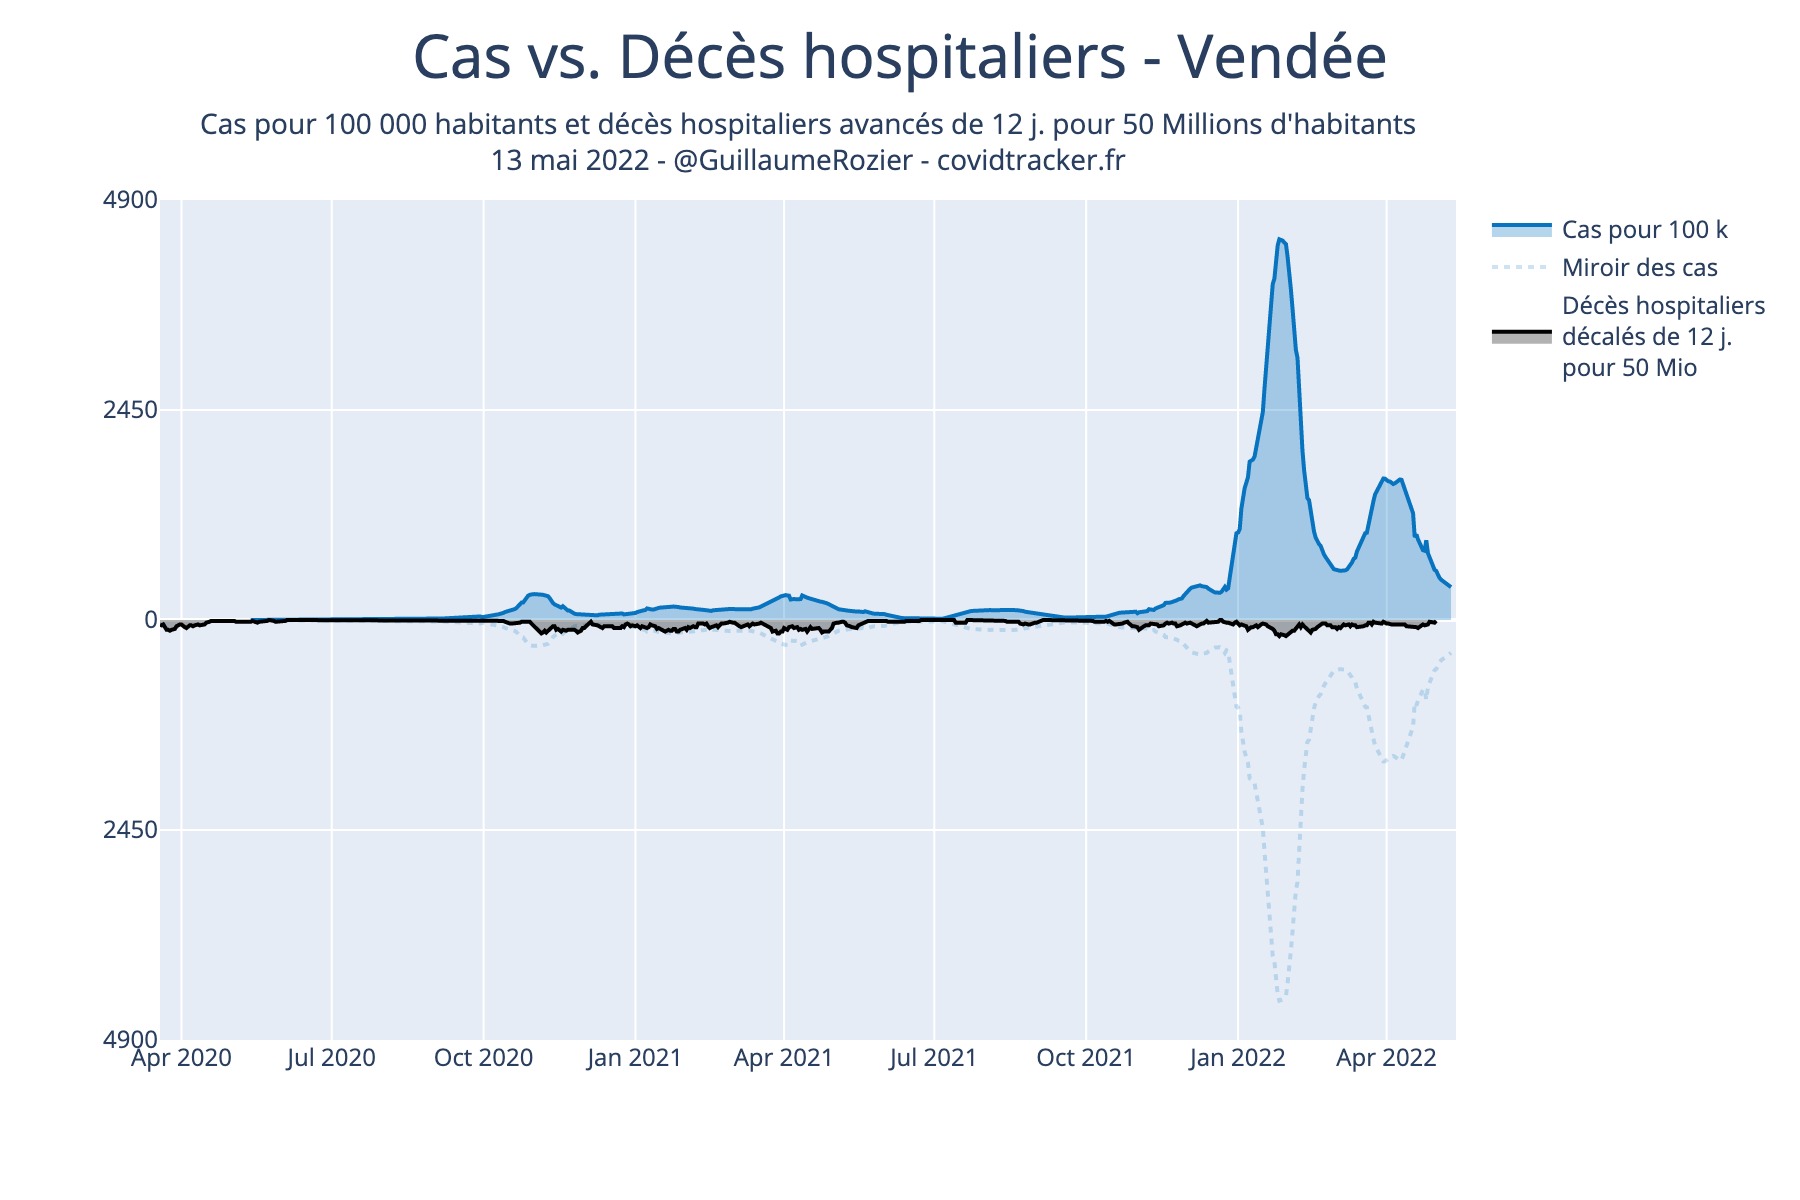 Cas vs. Décès hospitaliers - Vendée
Cas pour 100 000 habitants et décès hospitaliers avancés de 12 j. pour 50 Millions d'habitants
13 mai 2022 - @GuillaumeRozier - covidtracker.fr
4900
2450
0
2450
4900
Apr 2020
Jul 2020
Oct 2020
Jan 2021
Apr 2021
Jul 2021
Oct 2021
Jan 2022
Apr 2022
Cas pour 100 k
Miroir des cas
Décès hospitaliers
décalés de 12 j.
pour 50 Mio